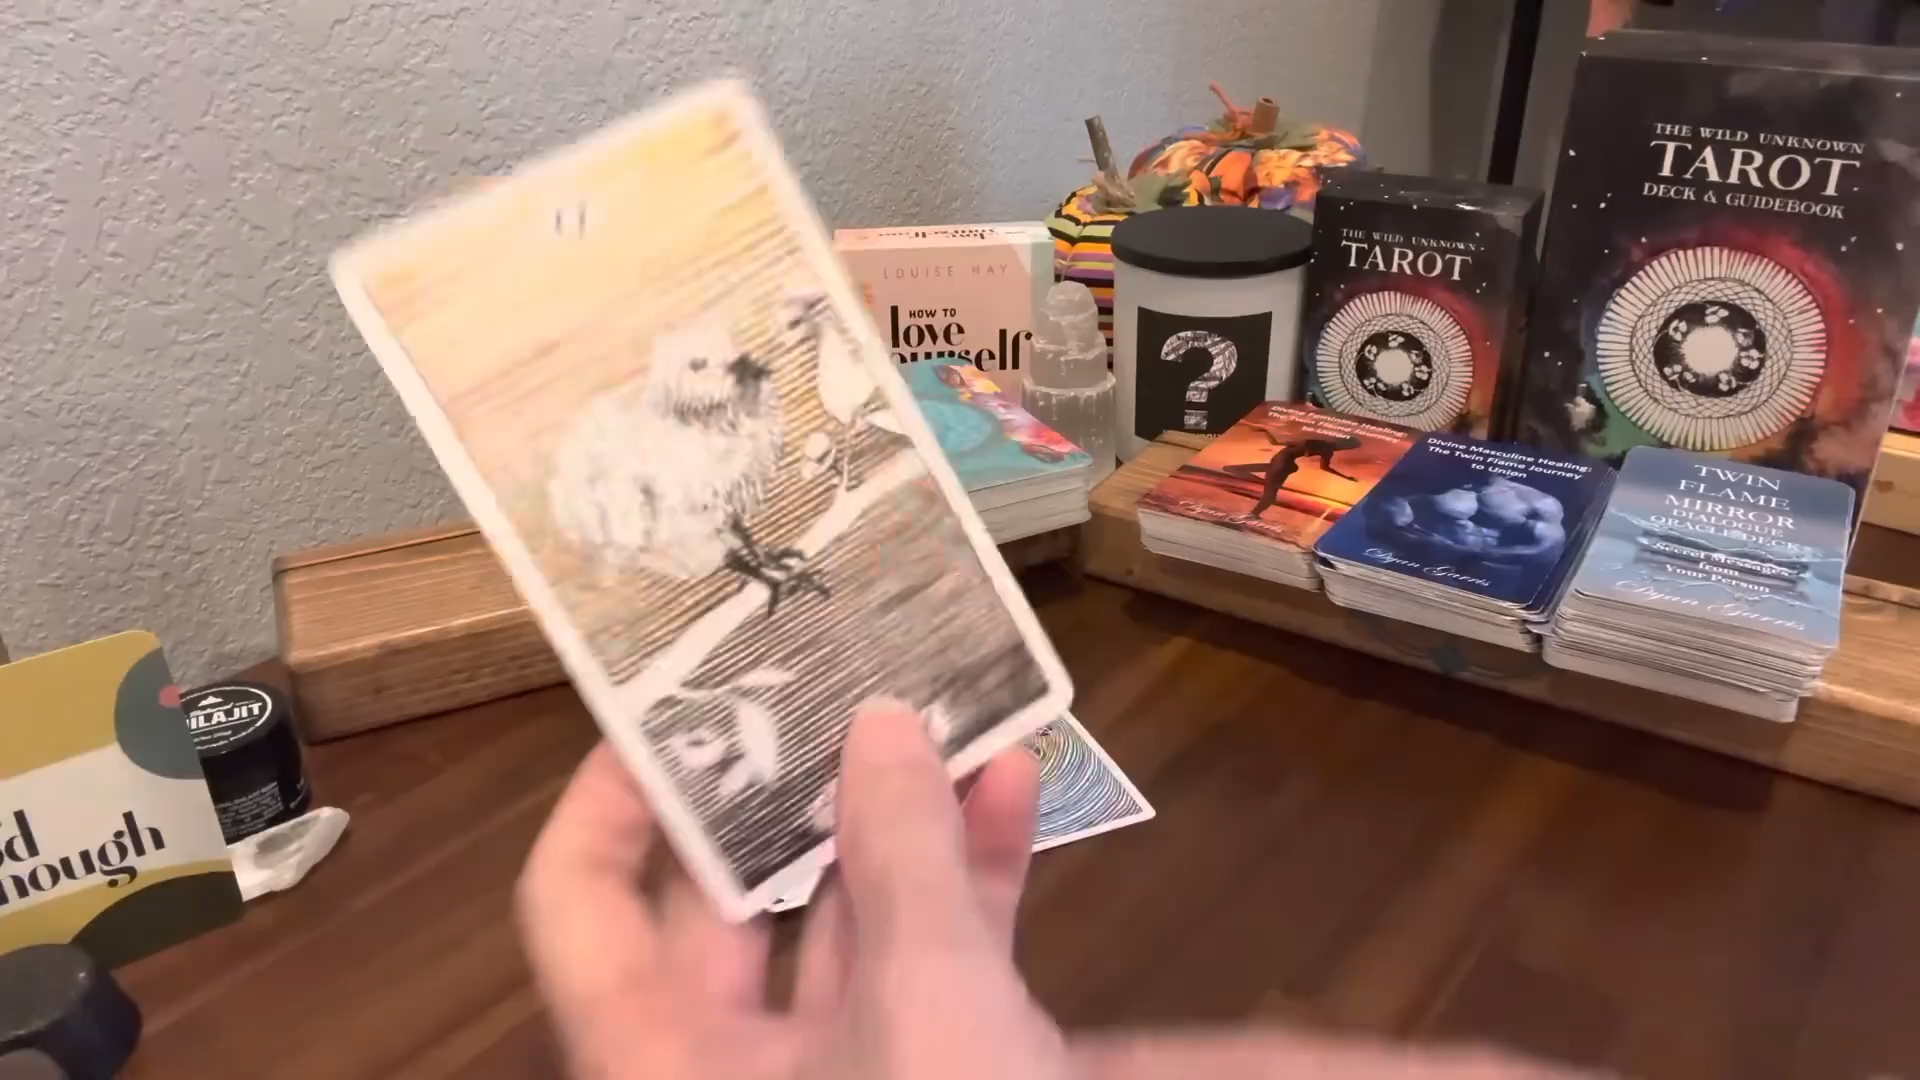 II
LOUISE HAY
HOW TO
love
yourself
THE WILD UNKNOWN
TAROT
THE WILD UNKNOWN
TAROT
DECK & GUIDEBOOK
?
Divine Feminine Healing:
The Twin Flame Journey
to Union
Dyan Garris
Divine Masculine Healing:
The Twin Flame Journey
to Union
Dyan Garris
TWIN
FLAME
MIRROR
DIALOGUE
ORACLE DECK
Secret Messages
from
Your Person
Dyan Garris
ILAJIT
nough